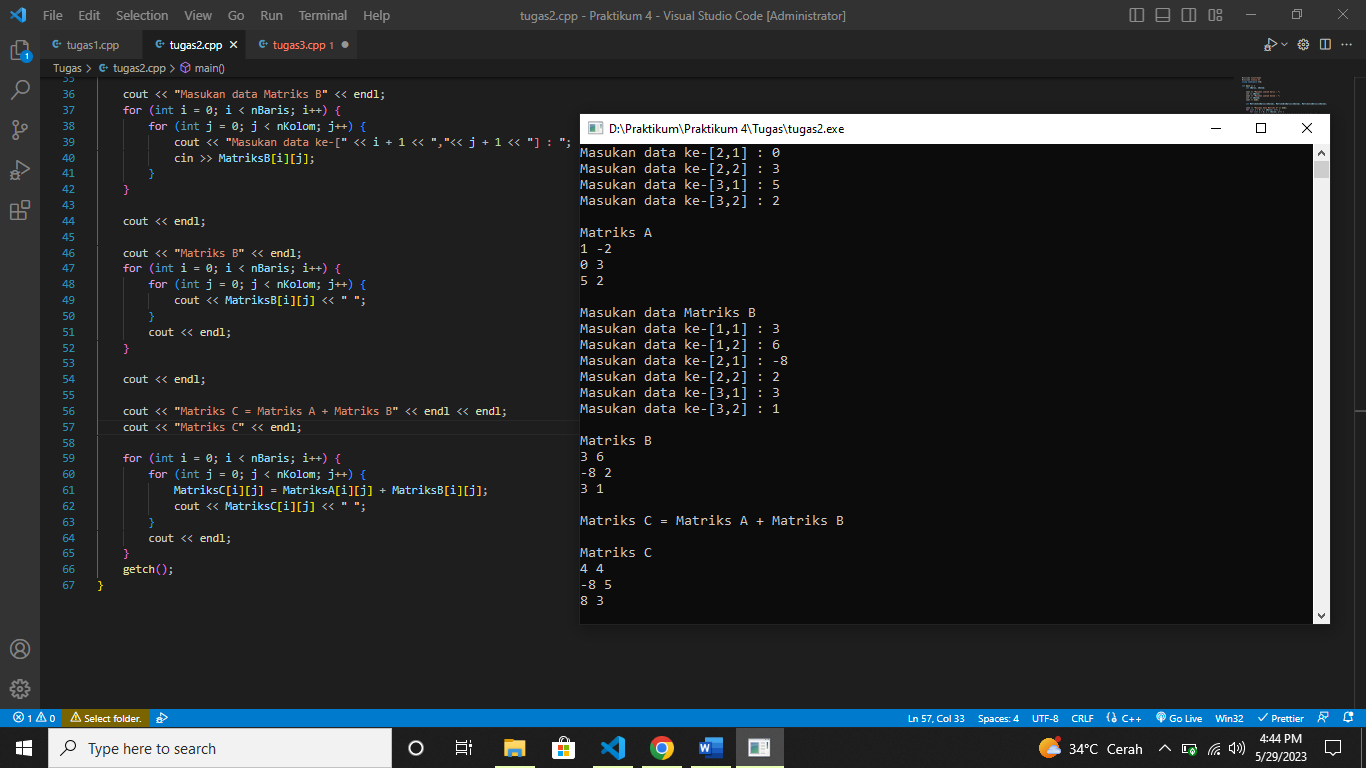 File Edit Selection View Go Run Terminal Help tugas2.cpp - Praktikum 4 - Visual Studio Code [Administrator]
tugas1.cpp tugas2.cpp tugas3.cpp 1
Tugas > tugas2.cpp > main()
35
36 cout << "Masukan data Matriks B" << endl;
37 for (int i = 0; i < nBaris; i++) {
38 for (int j = 0; j < nKolom; j++) {
39 cout << "Masukan data ke-[" << i + 1 << ","<< j + 1 << "] : ";
40 cin >> MatriksB[i][j];
41 }
42 }
43
44 cout << endl;
45
46 cout << "Matriks B" << endl;
47 for (int i = 0; i < nBaris; i++) {
48 for (int j = 0; j < nKolom; j++) {
49 cout << MatriksB[i][j] << " ";
50 }
51 cout << endl;
52 }
53
54 cout << endl;
55
56 cout << "Matriks C = Matriks A + Matriks B" << endl << endl;
57 cout << "Matriks C" << endl;
58
59 for (int i = 0; i < nBaris; i++) {
60 for (int j = 0; j < nKolom; j++) {
61 MatriksC[i][j] = MatriksA[i][j] + MatriksB[i][j];
62 cout << MatriksC[i][j] << " ";
63 }
64 cout << endl;
65 }
66 getch();
67 }
D:\Praktikum\Praktikum 4\Tugas\tugas2.exe
Masukan data ke-[2,1] : 0
Masukan data ke-[2,2] : 3
Masukan data ke-[3,1] : 5
Masukan data ke-[3,2] : 2
Matriks A
1 -2
0 3
5 2
Masukan data Matriks B
Masukan data ke-[1,1] : 3
Masukan data ke-[1,2] : 6
Masukan data ke-[2,1] : -8
Masukan data ke-[2,2] : 2
Masukan data ke-[3,1] : 3
Masukan data ke-[3,2] : 1
Matriks B
3 6
-8 2
3 1
Matriks C = Matriks A + Matriks B
Matriks C
4 4
-8 5
8 3
1 0 Select folder. Ln 57, Col 33 Spaces: 4 UTF-8 CRLF C++ Go Live Win32 Prettier
Type here to search 34°C Cerah 4:44 PM
5/29/2023